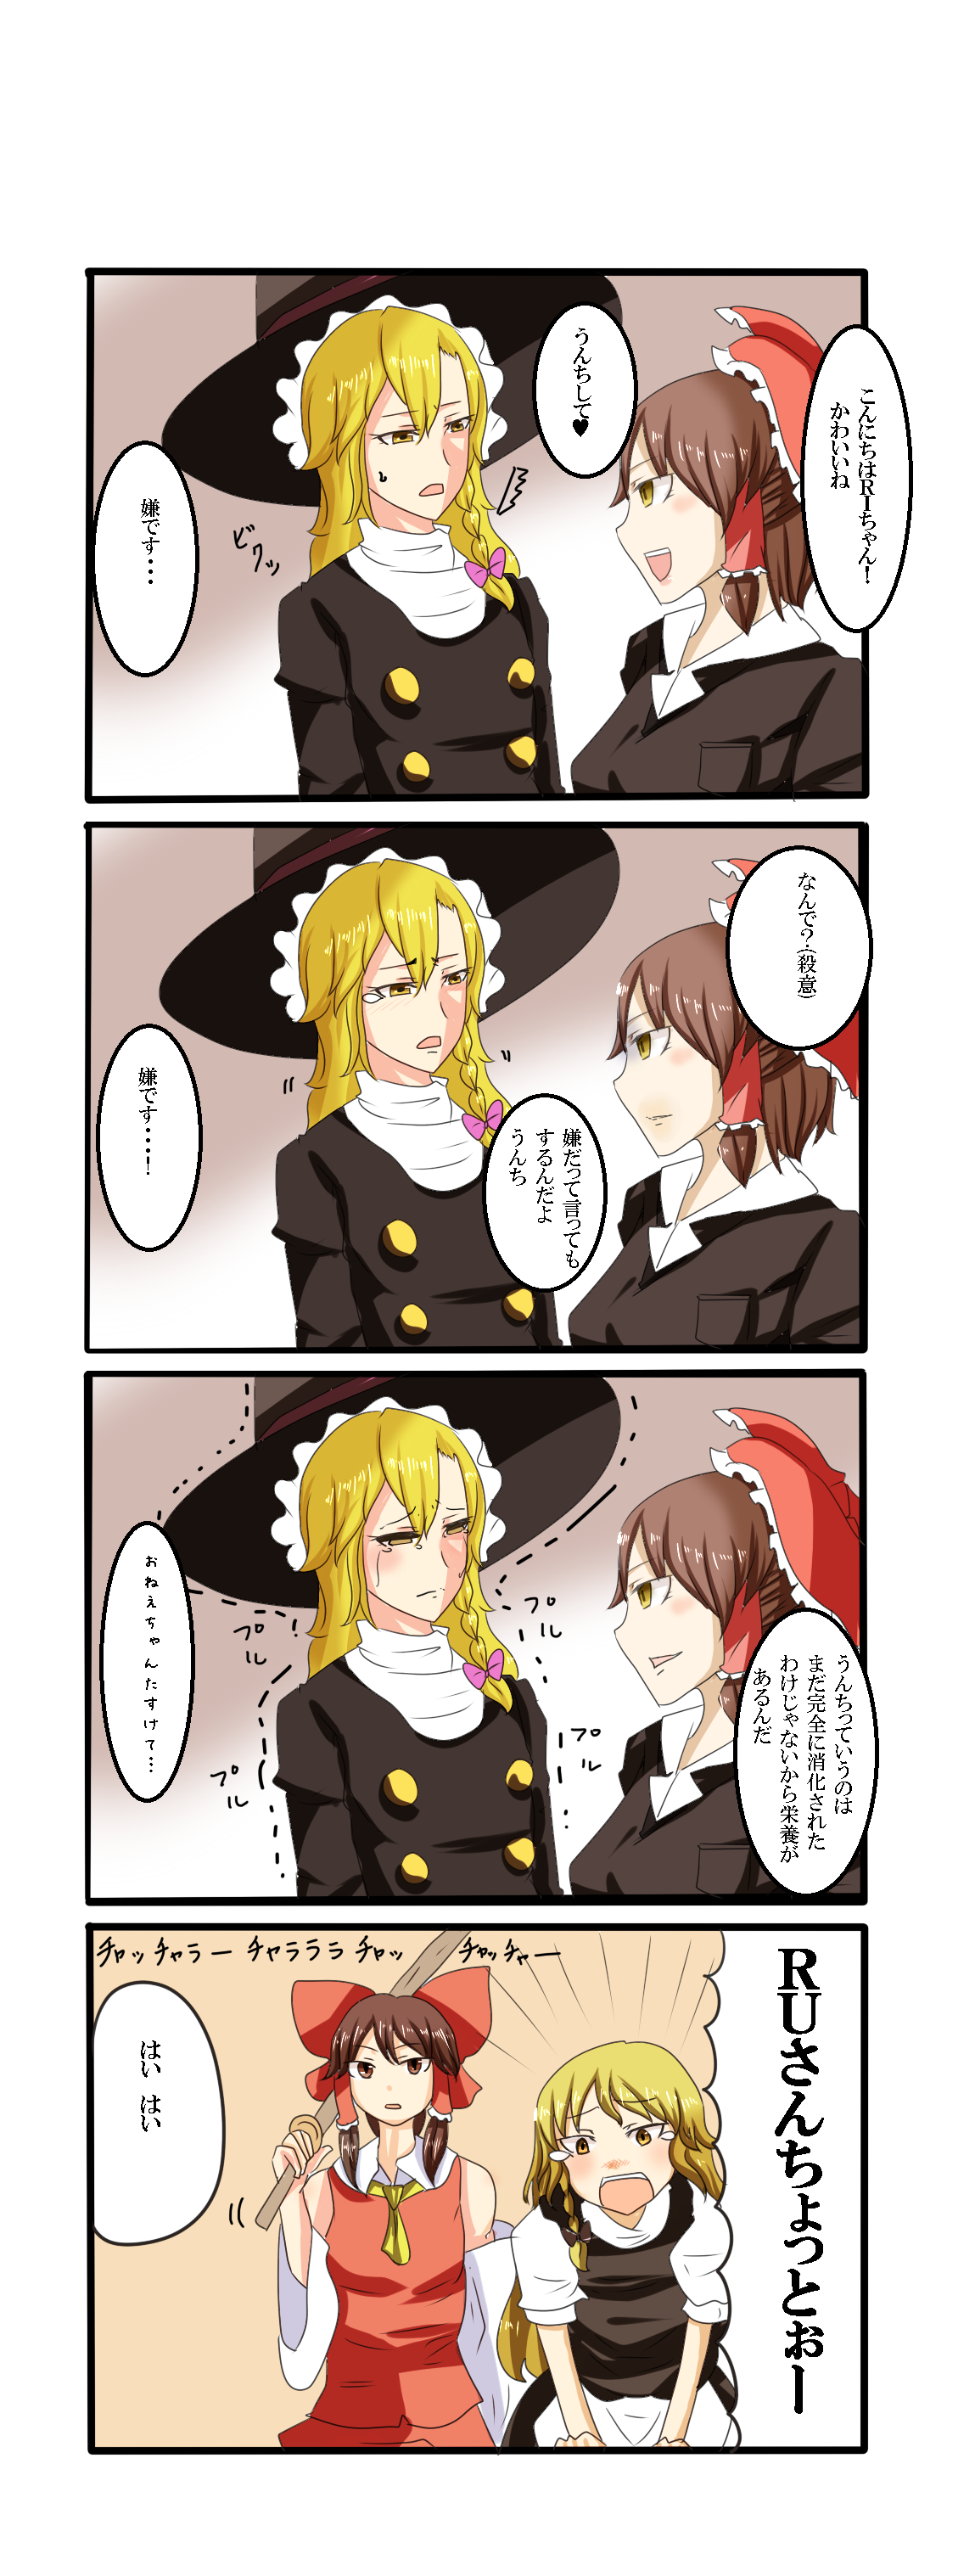 こんにちはRIちゃん!
かわいいね
うんちして♥
ビクッ
嫌です・・・
なんで?(殺意)
嫌だって言っても
するんだよ
うんち
嫌です・・・!
うんちっていうのは
まだ完全に消化された
わけじゃないから栄養が
あるんだ
プル
プル
プル
プル
おねえちゃんたすけて…
RUさんちょっとぉー
チャッチャラー チャラララ チャッ チャッチャー
はい はい